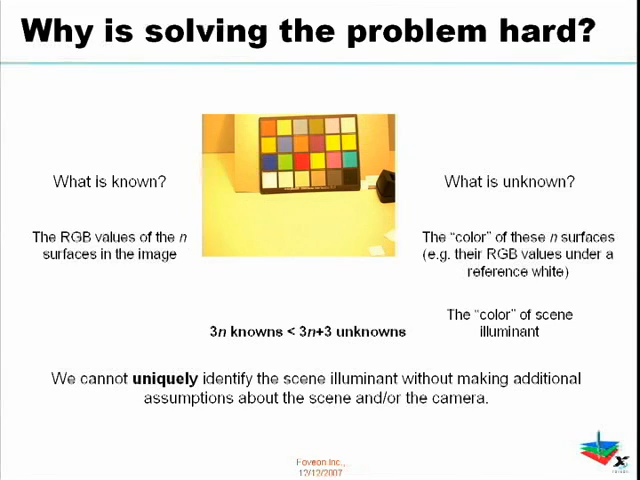 Why is solving the problem hard?
What is known?
What is unknown?
The RGB values of the n
surfaces in the image
The “color” of these n surfaces
(e.g. their RGB values under a
reference white)
The “color” of scene
illuminant
3n knowns < 3n+3 unknowns
We cannot uniquely identify the scene illuminant without making additional
assumptions about the scene and/or the camera.
Foveon Inc.,
12/12/2007